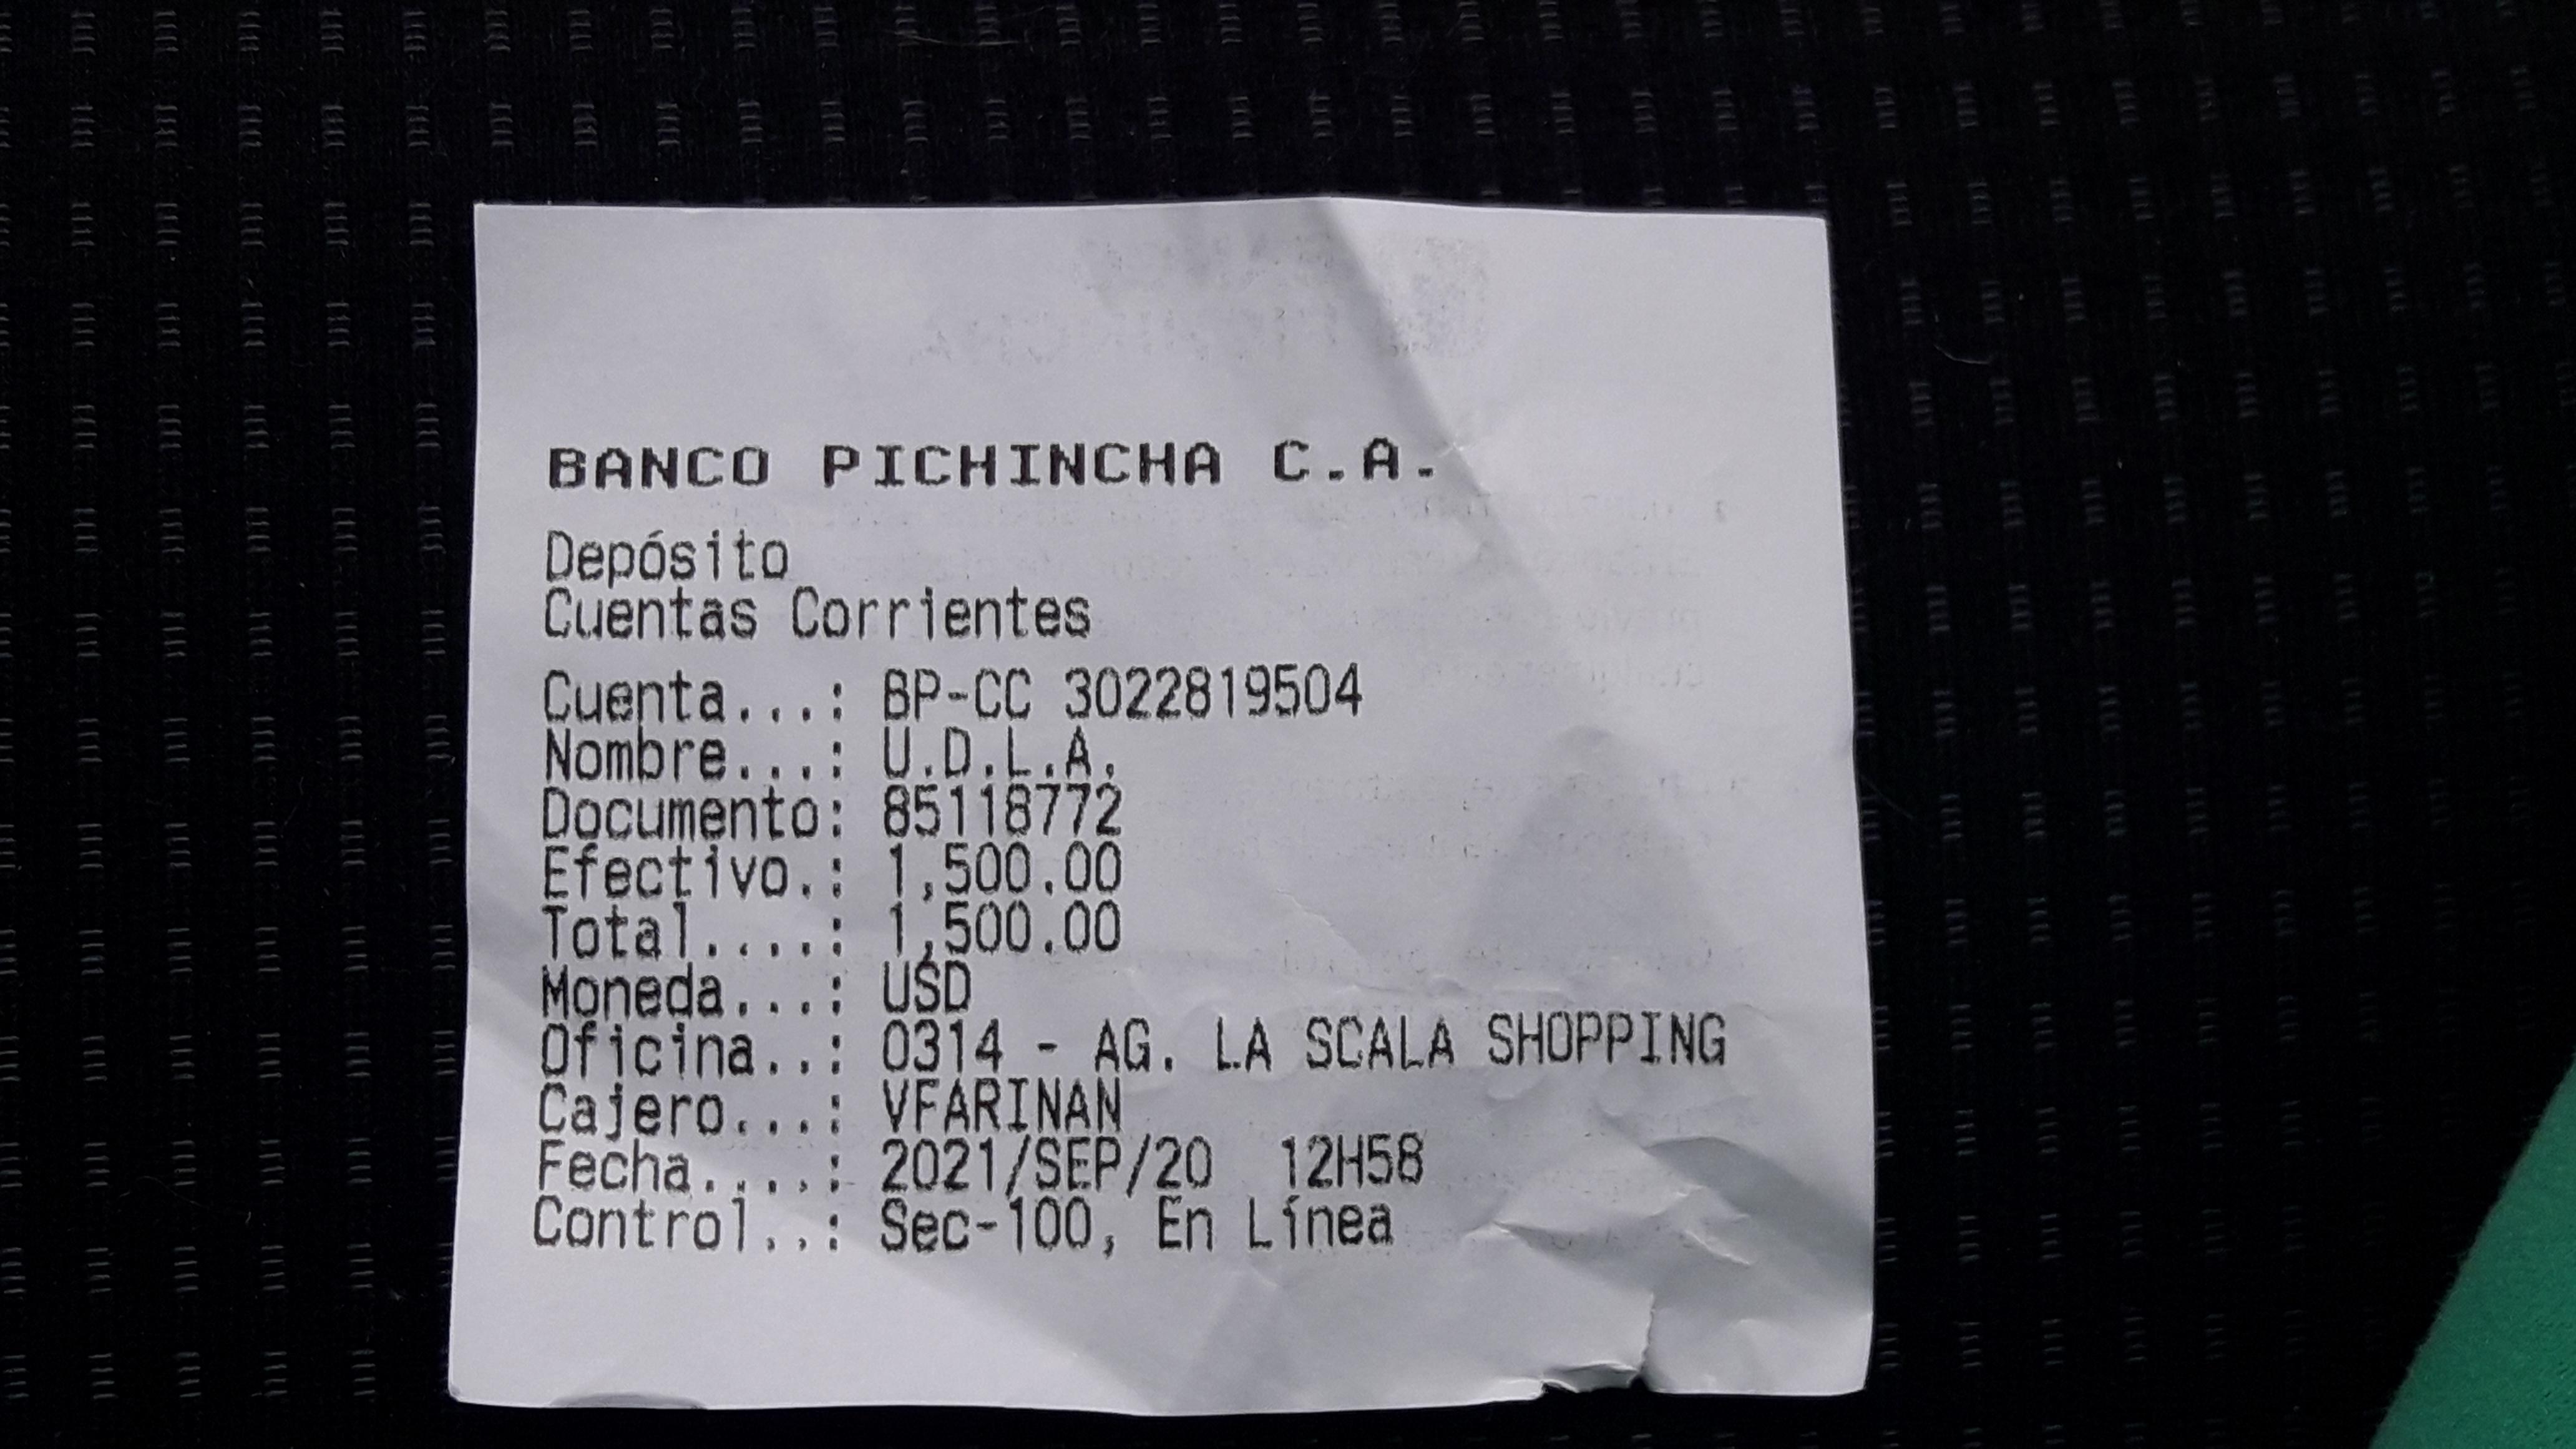 BANCO PICHINCHA C.A.
Depósito
Cuentas Corrientes
Cuenta...: BP-CC 3022819504
Nombre...: U.D.L.A.
Documento: 85118772
Efectivo.: 1,500.00
Total....: 1,500.00
Moneda...: USD
Oficina..: 0314 - AG. LA SCALA SHOPPING
Cajero...: VFARINAN
Fecha....: 2021/SEP/20  12H58
Control..: Sec-100, En Línea